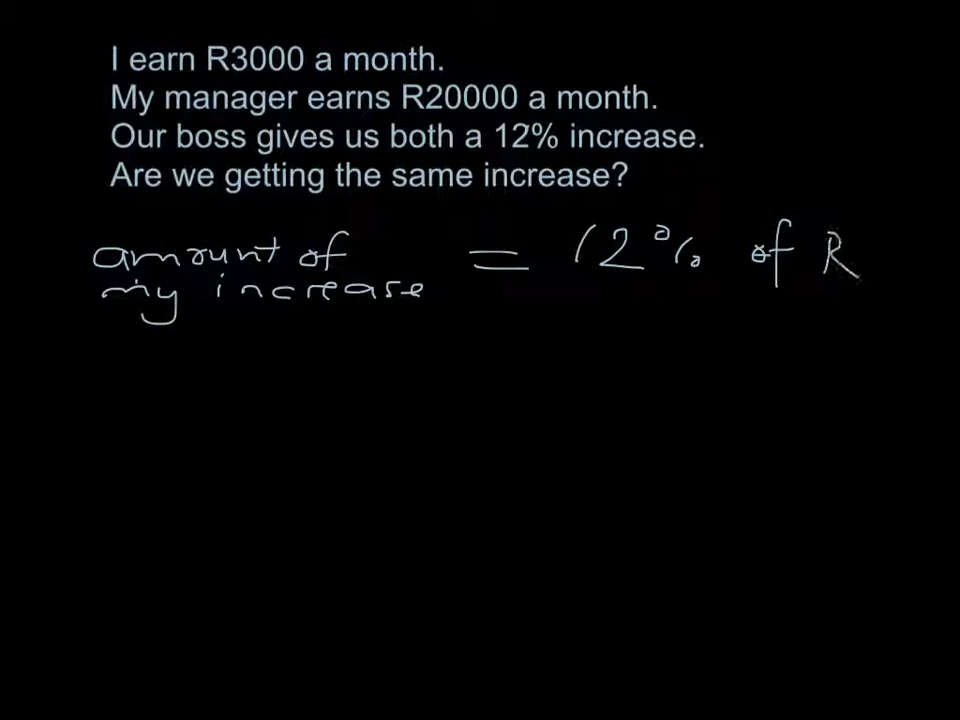 I earn R3000 a month.
My manager earns R20000 a month.
Our boss gives us both a 12% increase.
Are we getting the same increase?
amount of = 12% of R
my increase